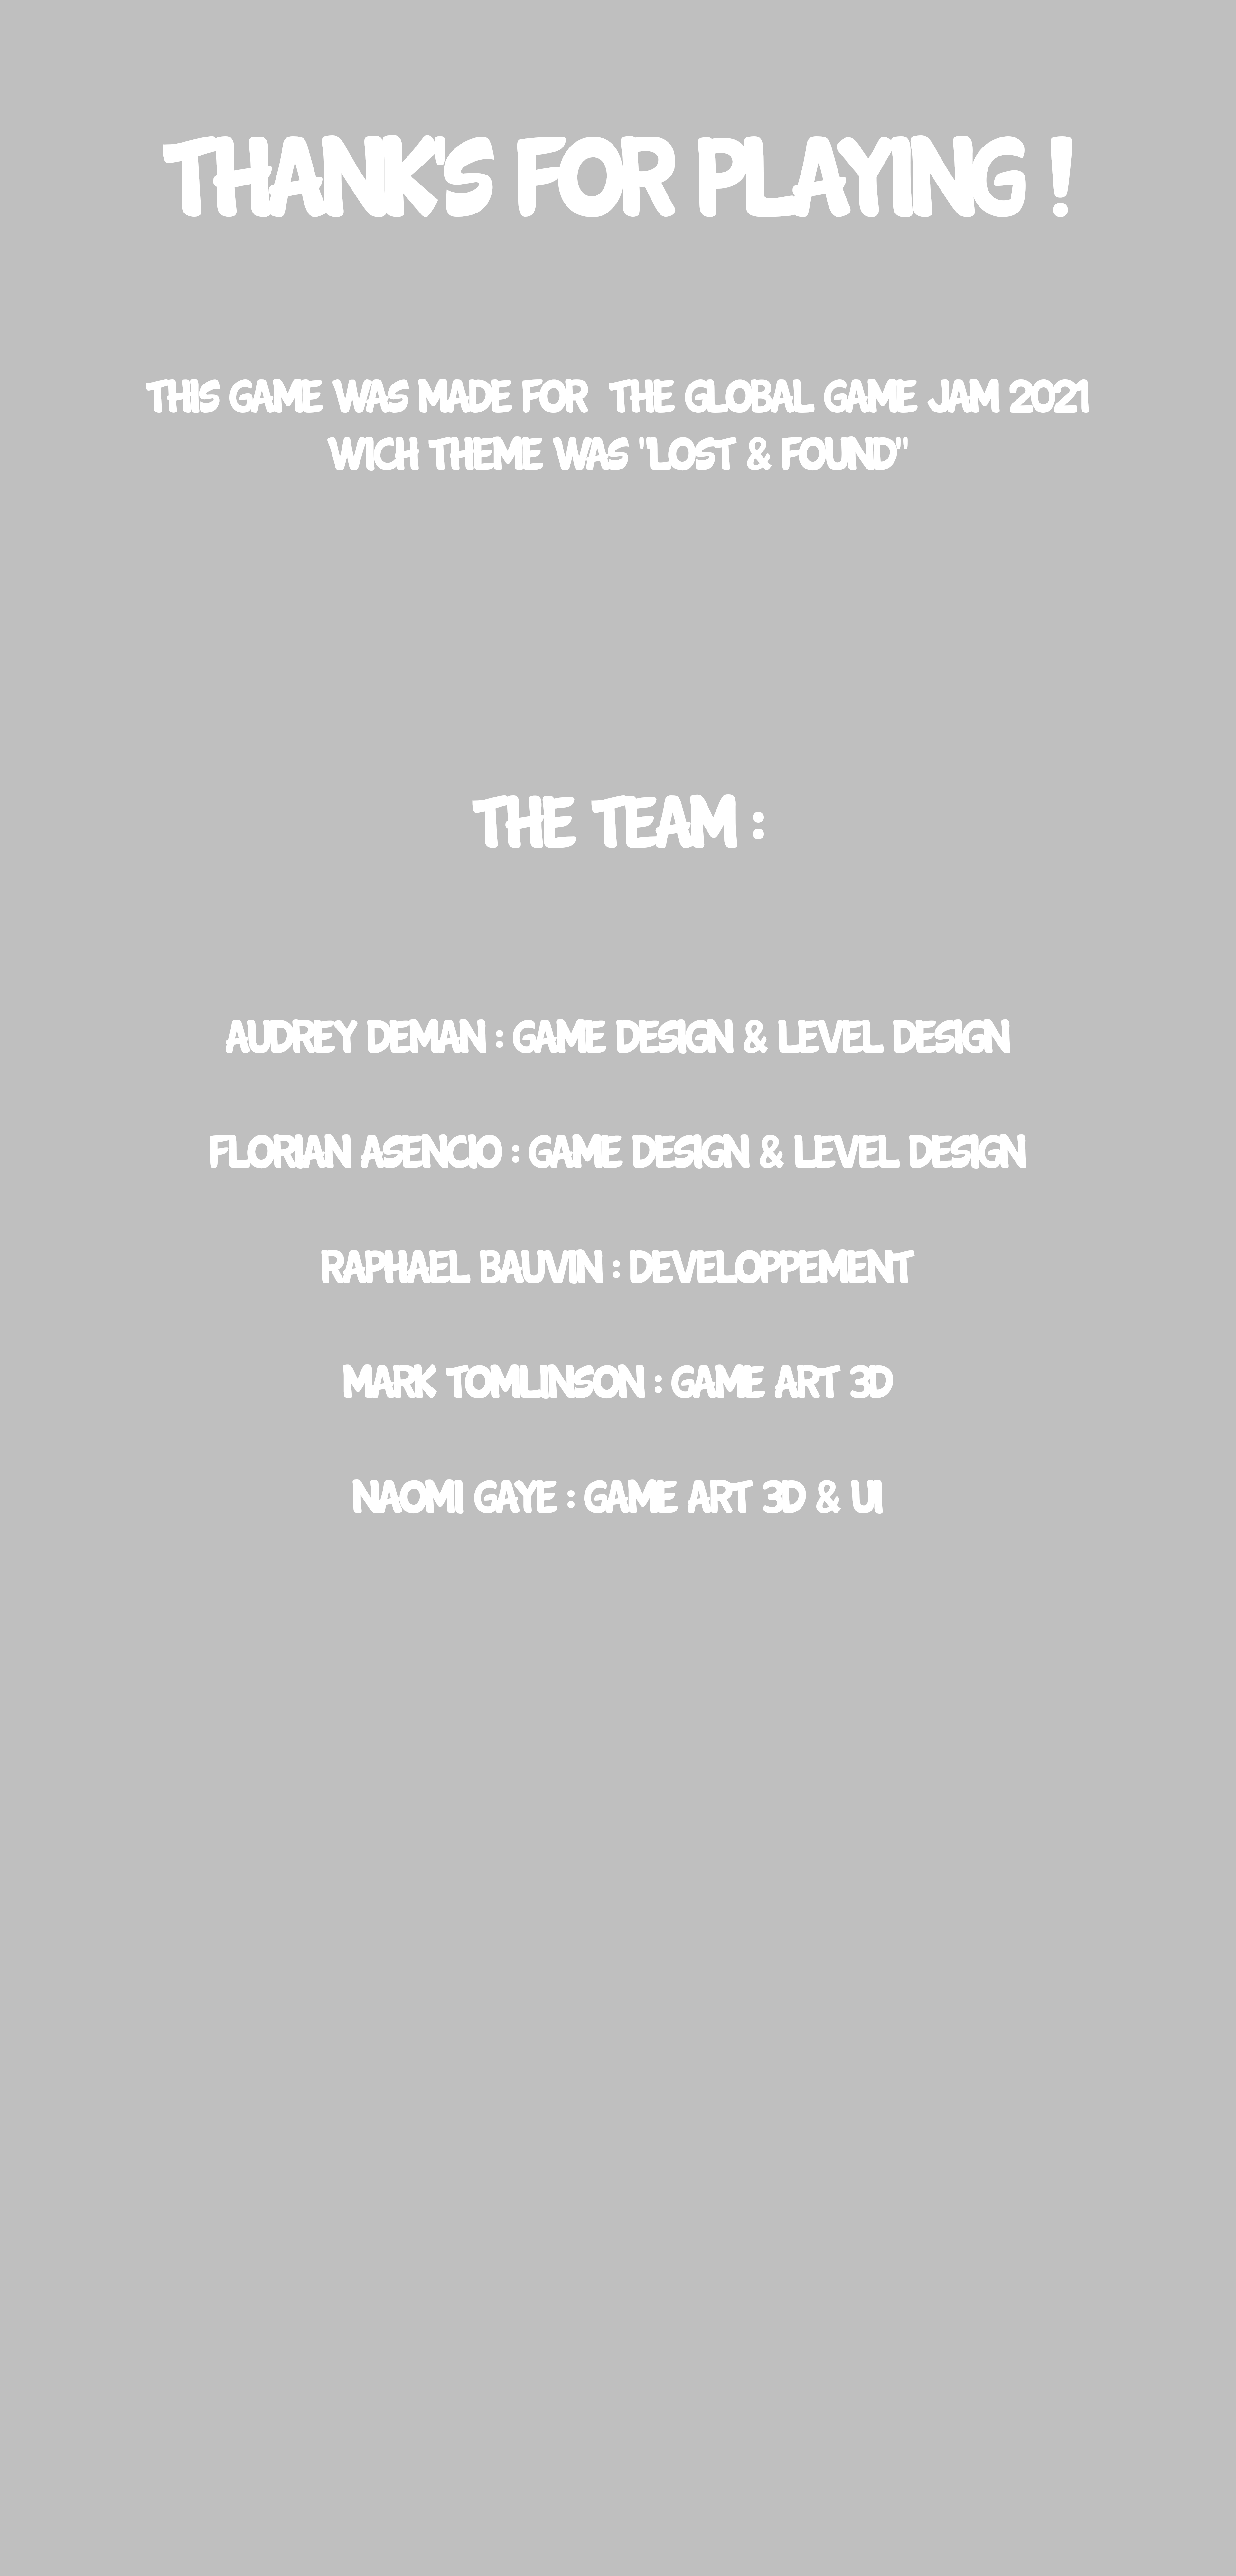 THANK'S FOR PLAYING !
THIS GAME WAS MADE FOR THE GLOBAL GAME JAM 2021
WICH THEME WAS "LOST & FOUND"
THE TEAM :
AUDREY DEMAN : GAME DESIGN & LEVEL DESIGN
FLORIAN ASENCIO : GAME DESIGN & LEVEL DESIGN
RAPHAEL BAUVIN : DEVELOPPEMENT
MARK TOMLINSON : GAME ART 3D
NAOMI GAYE : GAME ART 3D & UI